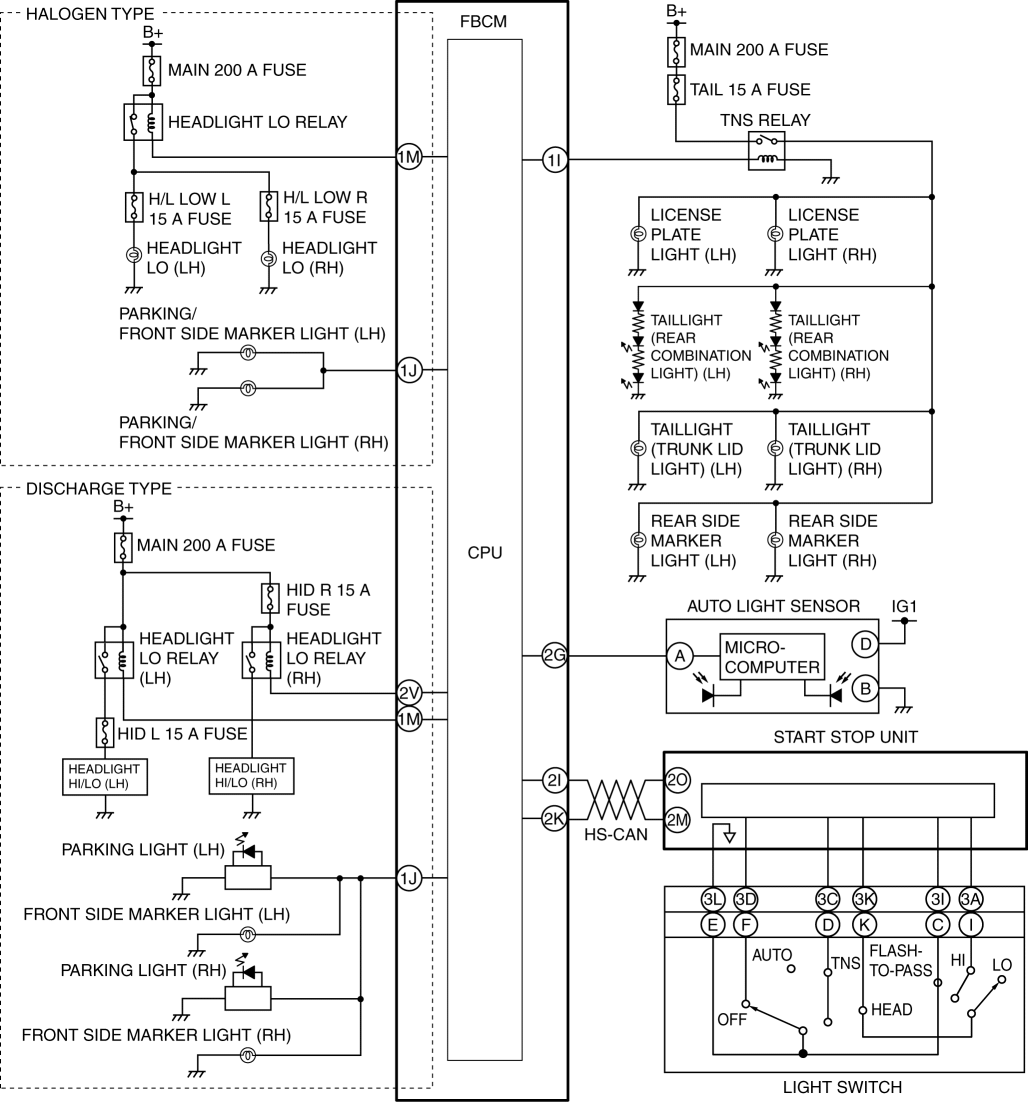 HALOGEN TYPE
B+
MAIN 200 A FUSE
HEADLIGHT LO RELAY
1M
H/L LOW L
15 A FUSE
H/L LOW R
15 A FUSE
HEADLIGHT
LO (LH)
HEADLIGHT
LO (RH)
PARKING/
FRONT SIDE MARKER LIGHT (LH)
1J
PARKING/
FRONT SIDE MARKER LIGHT (RH)
DISCHARGE TYPE
B+
MAIN 200 A FUSE
HID R 15 A
FUSE
HEADLIGHT
LO RELAY
(LH)
HEADLIGHT
LO RELAY
(RH)
2V
1M
HID L 15 A FUSE
HEADLIGHT
HI/LO (LH)
HEADLIGHT
HI/LO (RH)
PARKING LIGHT (LH)
1J
FRONT SIDE MARKER LIGHT (LH)
PARKING LIGHT (RH)
FRONT SIDE MARKER LIGHT (RH)
FBCM
CPU
1I
2G
2I
2K
B+
MAIN 200 A FUSE
TAIL 15 A FUSE
TNS RELAY
LICENSE
PLATE
LIGHT (LH)
LICENSE
PLATE
LIGHT (RH)
TAILLIGHT
(REAR
COMBINATION
LIGHT) (LH)
TAILLIGHT
(REAR
COMBINATION
LIGHT) (RH)
TAILLIGHT
(TRUNK LID
LIGHT) (LH)
TAILLIGHT
(TRUNK LID
LIGHT) (RH)
REAR SIDE
MARKER
LIGHT (LH)
REAR SIDE
MARKER
LIGHT (RH)
AUTO LIGHT SENSOR
IG1
A
MICRO-
COMPUTER
D
B
START STOP UNIT
HS-CAN
2O
2M
3L
3D
3C
3K
3I
3A
E
F
D
K
C
I
AUTO
TNS
FLASH-
TO-PASS
HI
LO
OFF
HEAD
LIGHT SWITCH